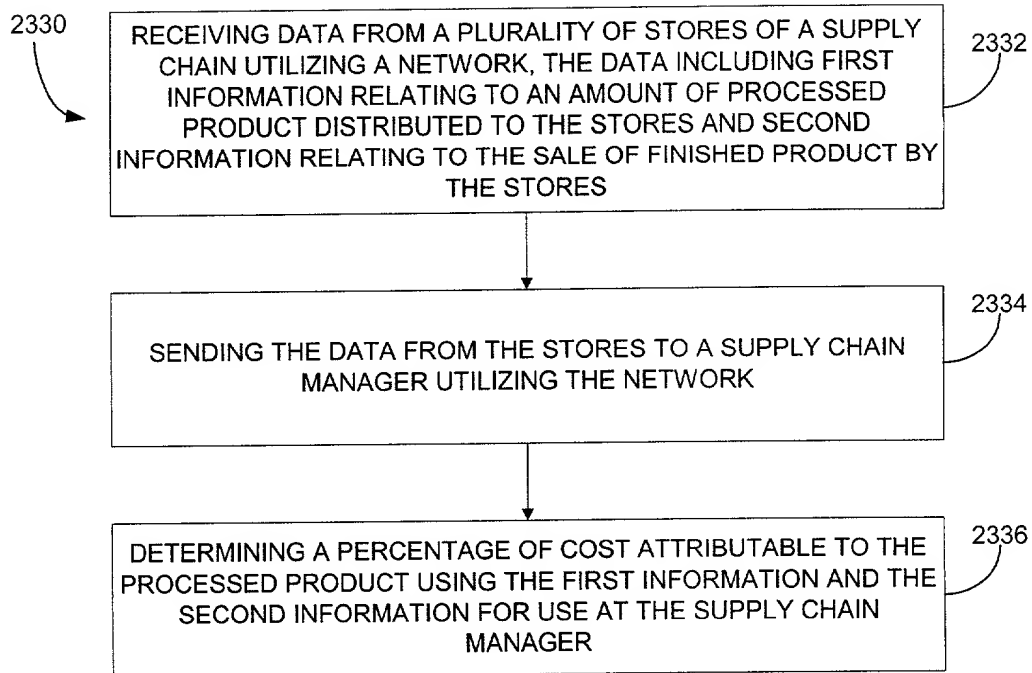 2330
RECEIVING DATA FROM A PLURALITY OF STORES OF A SUPPLY
CHAIN UTILIZING A NETWORK, THE DATA INCLUDING FIRST
INFORMATION RELATING TO AN AMOUNT OF PROCESSED
PRODUCT DISTRIBUTED TO THE STORES AND SECOND
INFORMATION RELATING TO THE SALE OF FINISHED PRODUCT BY
THE STORES
2332
SENDING THE DATA FROM THE STORES TO A SUPPLY CHAIN
MANAGER UTILIZING THE NETWORK
2334
DETERMINING A PERCENTAGE OF COST ATTRIBUTABLE TO THE
PROCESSED PRODUCT USING THE FIRST INFORMATION AND THE
SECOND INFORMATION FOR USE AT THE SUPPLY CHAIN
MANAGER
2336